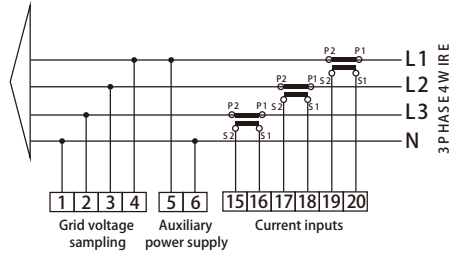 P2 P1
L1
S2 S1
P2 P1
L2
S2 S1
P2 P1
L3
S2 S1
N
3 PHASE 4 WIRE
1 2 3 4 5 6 15 16 17 18 19 20
Grid voltage sampling
Auxiliary power supply
Current inputs